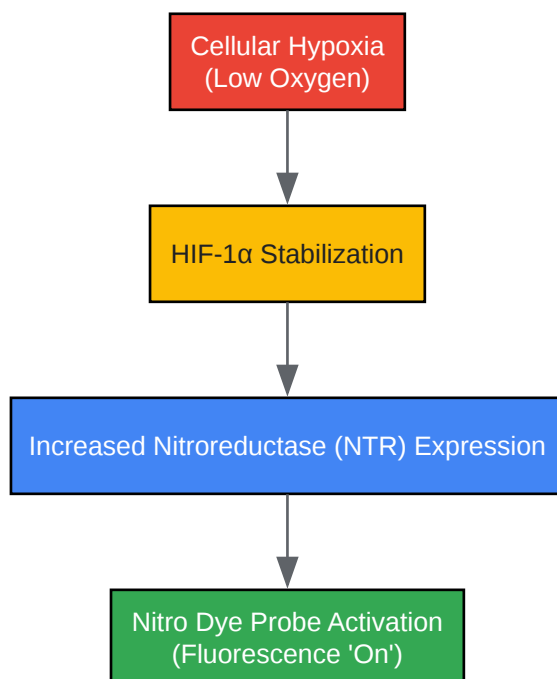 Cellular Hypoxia
(Low Oxygen)
HIF-1α Stabilization
Increased Nitroreductase (NTR) Expression
Nitro Dye Probe Activation
(Fluorescence 'On')